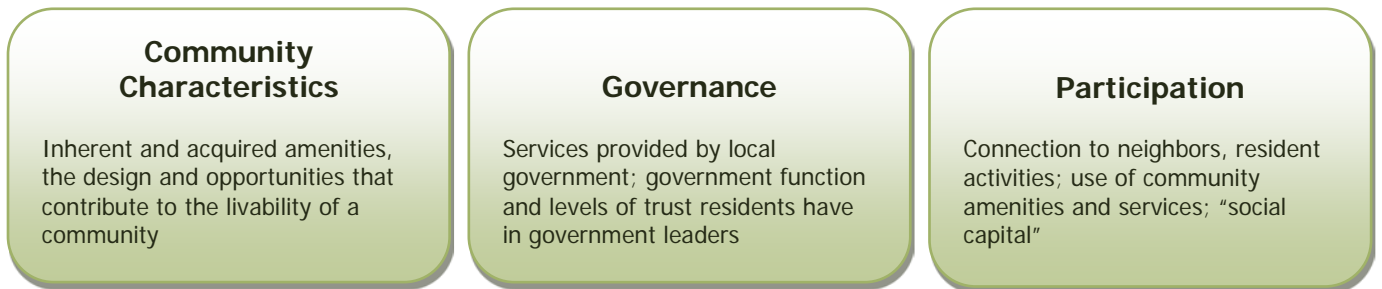 Community
Characteristics
Inherent and acquired amenities,
the design and opportunities that
contribute to the livability of a
community
Governance
Services provided by local
government; government function
and levels of trust residents have
in government leaders
Participation
Connection to neighbors, resident
activities; use of community
amenities and services; “social
capital”